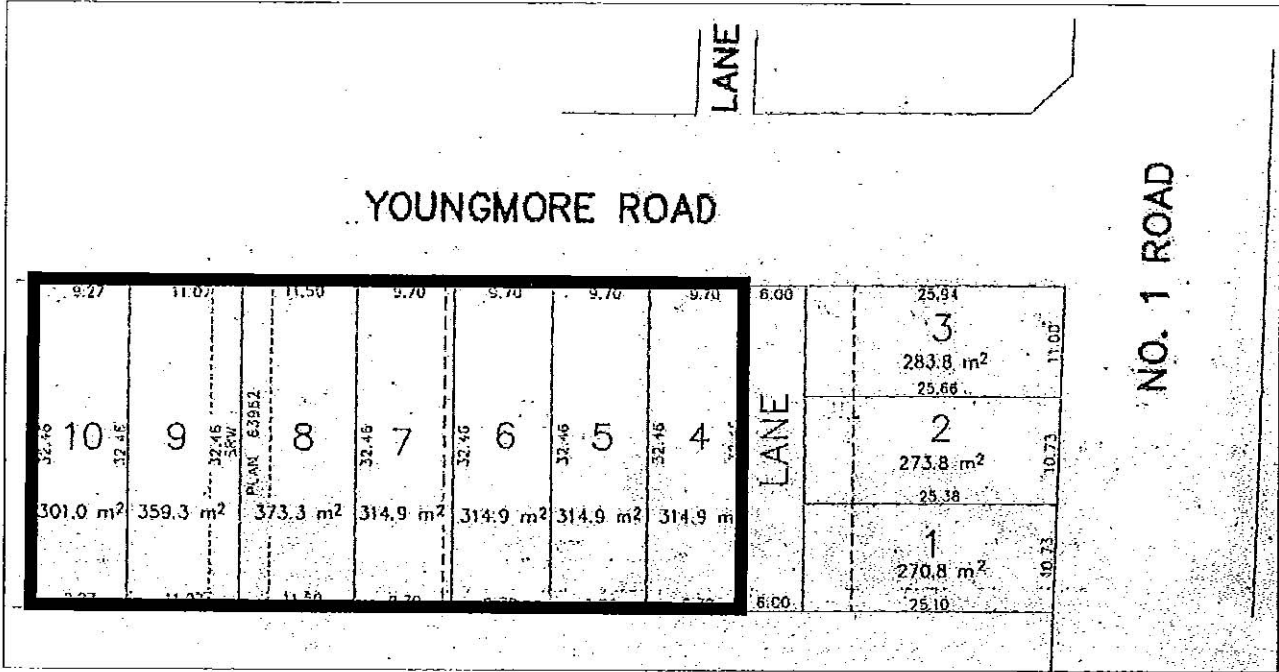 LANE
YOUNGMORE ROAD
NO. 1 ROAD
9.27 11.07 11.50 9.70 9.70 9.70 9.70 6.00 25.94
3
11.00
283.8 m²
25.66
32.46 10 32.46 9 32.46 SRW PLAN 63962 8 32.46 7 32.46 6 32.46 5 32.46 4 LANE
2
10.73
273.8 m²
25.38
301.0 m² 359.3 m² 373.3 m² 314.9 m² 314.9 m² 314.9 m² 314.9 m
1
10.73
270.8 m²
11.50 6.00 25.10